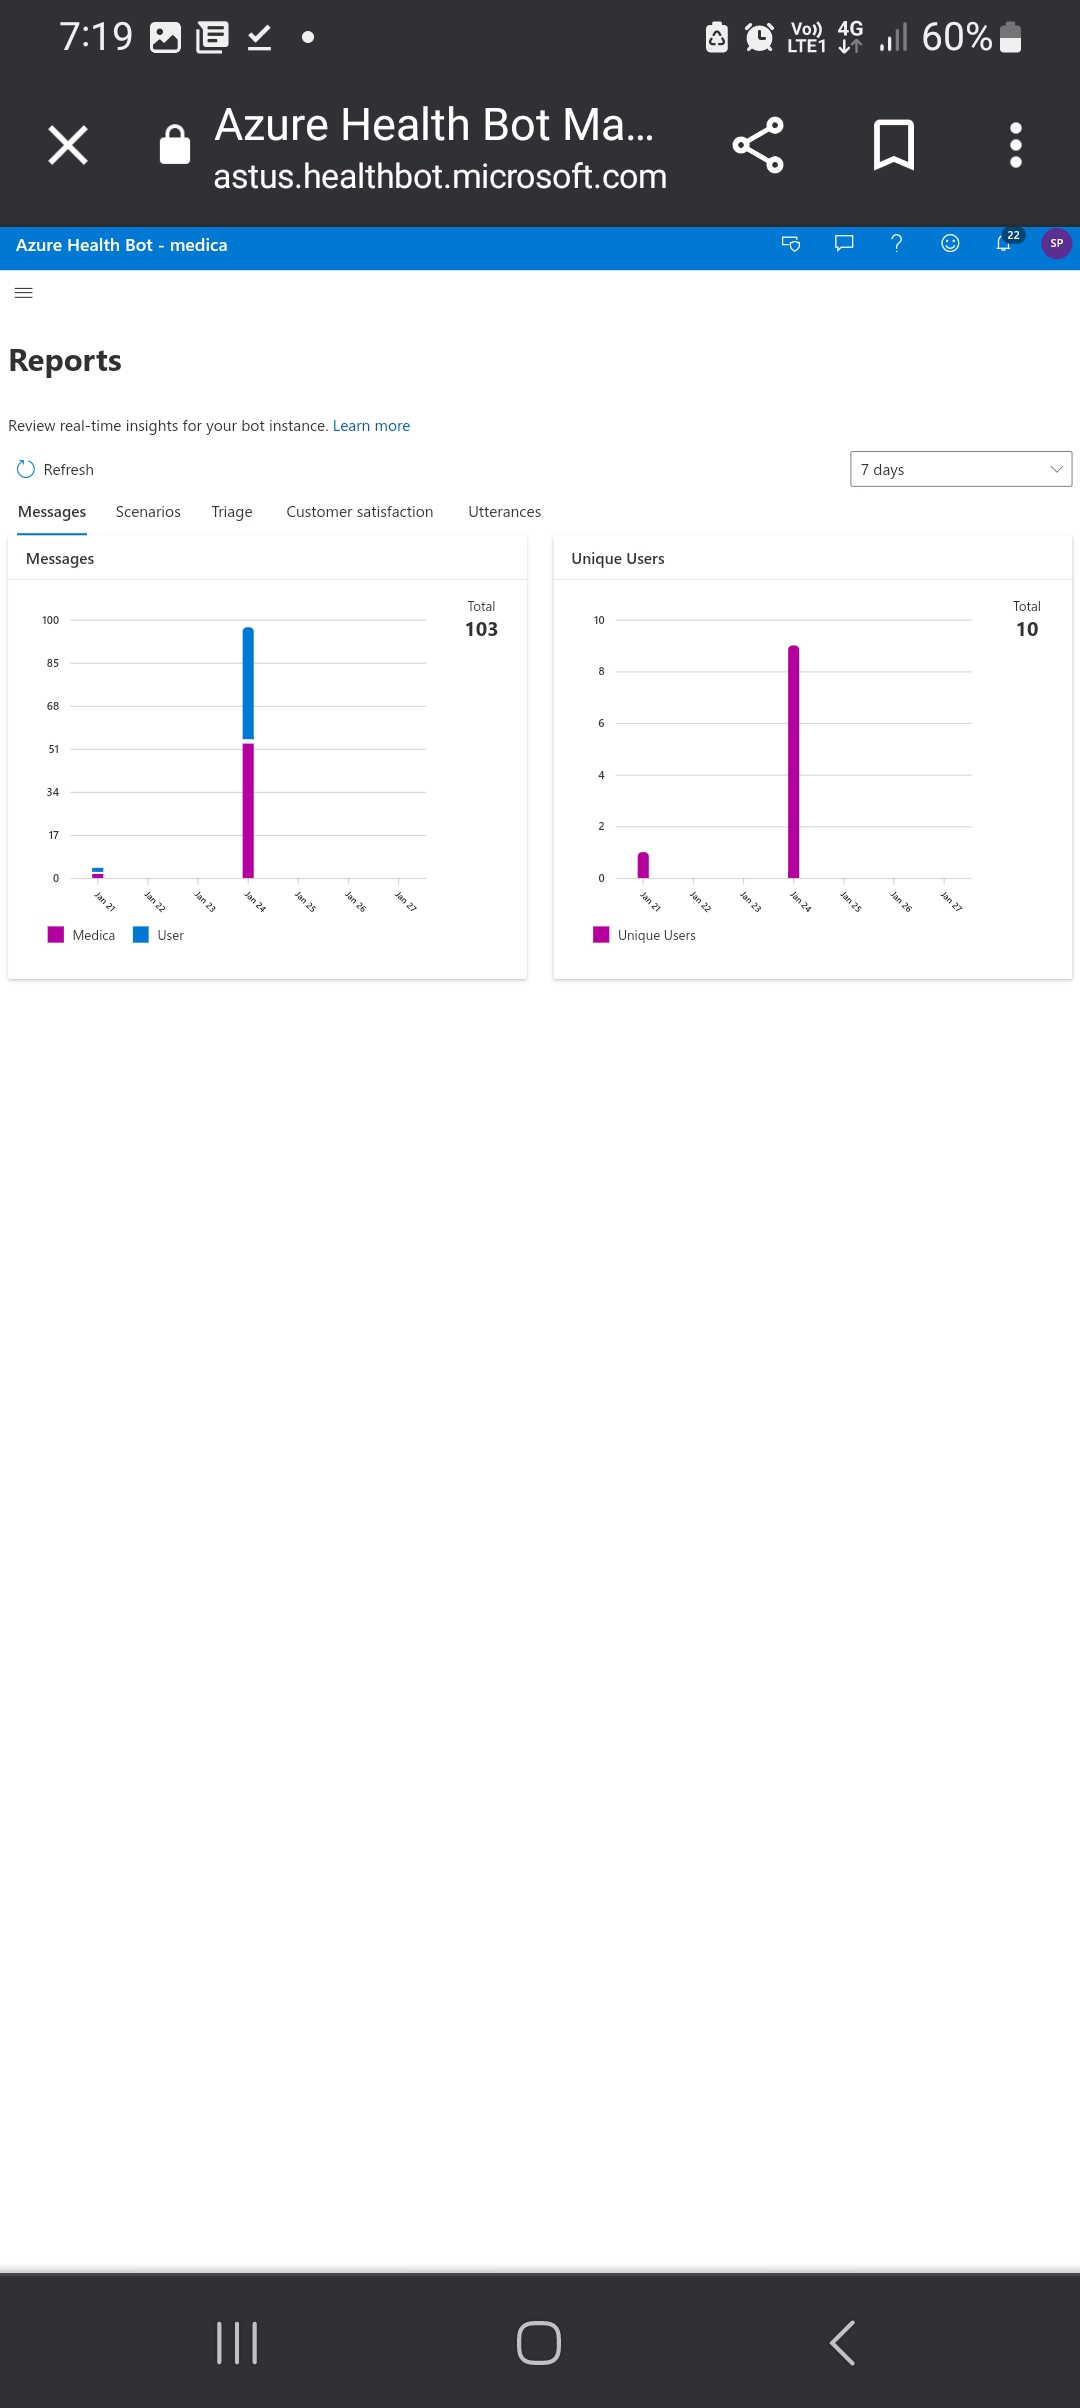 7:19
Vo)) LTE1 4G 60%
Azure Health Bot Ma...
astus.healthbot.microsoft.com
Azure Health Bot - medica
22
SP
Reports
Review real-time insights for your bot instance. Learn more
Refresh
7 days
Messages Scenarios Triage Customer satisfaction Utterances
Messages
Total
103
100
85
68
51
34
17
0
Jan 21 Jan 22 Jan 23 Jan 24 Jan 25 Jan 26 Jan 27
Medica User
Unique Users
Total
10
10
8
6
4
2
0
Jan 21 Jan 22 Jan 23 Jan 24 Jan 25 Jan 26 Jan 27
Unique Users